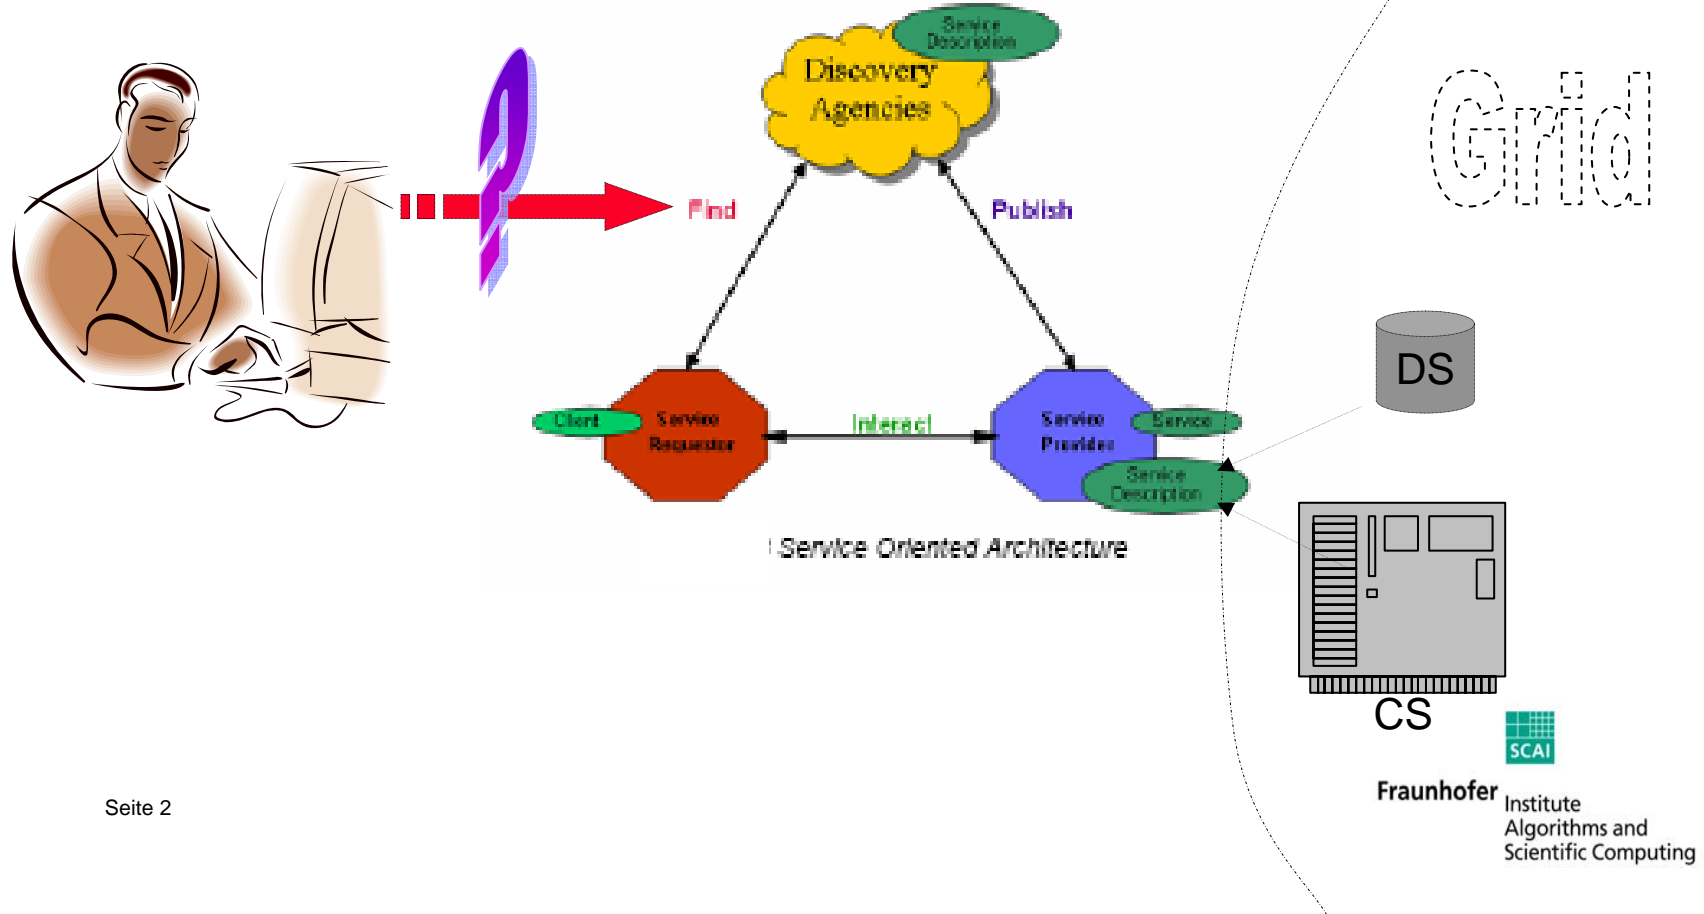 Service
Description
Discovery
Agencies
Grid
Find
Publish
DS
Client
Service
Requestor
Interact
Service
Provider
Service
Service
Description
Service Oriented Architecture
CS
SCAI
Fraunhofer
Institute
Algorithms and
Scientific Computing
Seite 2